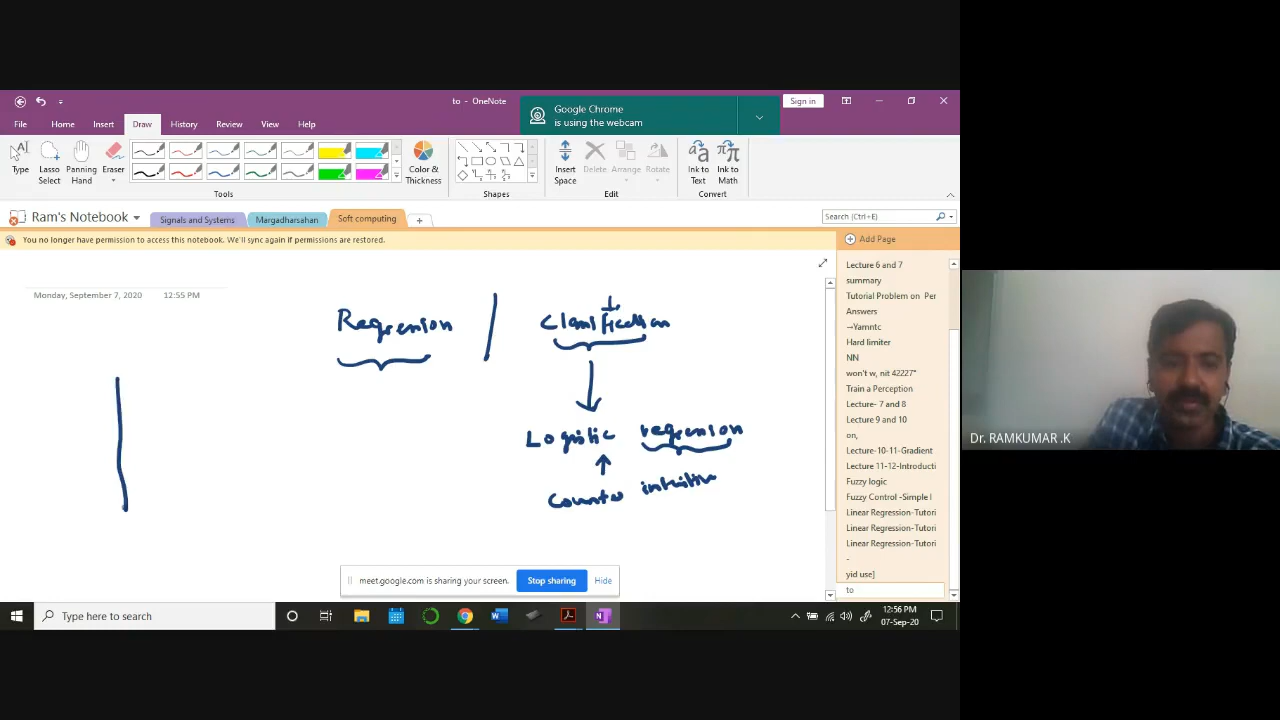 to - OneNote
Google Chrome
is using the webcam
Sign in
File Home Insert Draw History Review View Help
Type
Lasso Select
Panning Hand
Eraser
Color & Thickness
Insert Space
Delete
Arrange
Rotate
Ink to Text
Ink to Math
Tools
Shapes
Edit
Convert
Ram's Notebook
Signals and Systems
Margadharsahan
Soft computing
Search (Ctrl+E)
You no longer have permission to access this notebook. We'll sync again if permissions are restored.
Add Page
Monday, September 7, 2020 12:55 PM
Regression
Classification
Logistic regression
Counter intuitive
Lecture 6 and 7
summary
Tutorial Problem on Per
Answers
→Vamntc
Hard limiter
NN
won't w, nit 42227"
Train a Perception
Lecture- 7 and 8
Lecture 9 and 10
on,
Lecture-10-11-Gradient
Lecture 11-12-Introducti
Fuzzy logic
Fuzzy Control -Simple I
Linear Regression-Tutori
Linear Regression-Tutori
Linear Regression-Tutori
-
yid use]
to
meet.google.com is sharing your screen.
Stop sharing
Hide
Type here to search
12:56 PM
07-Sep-20
Dr. RAMKUMAR .K